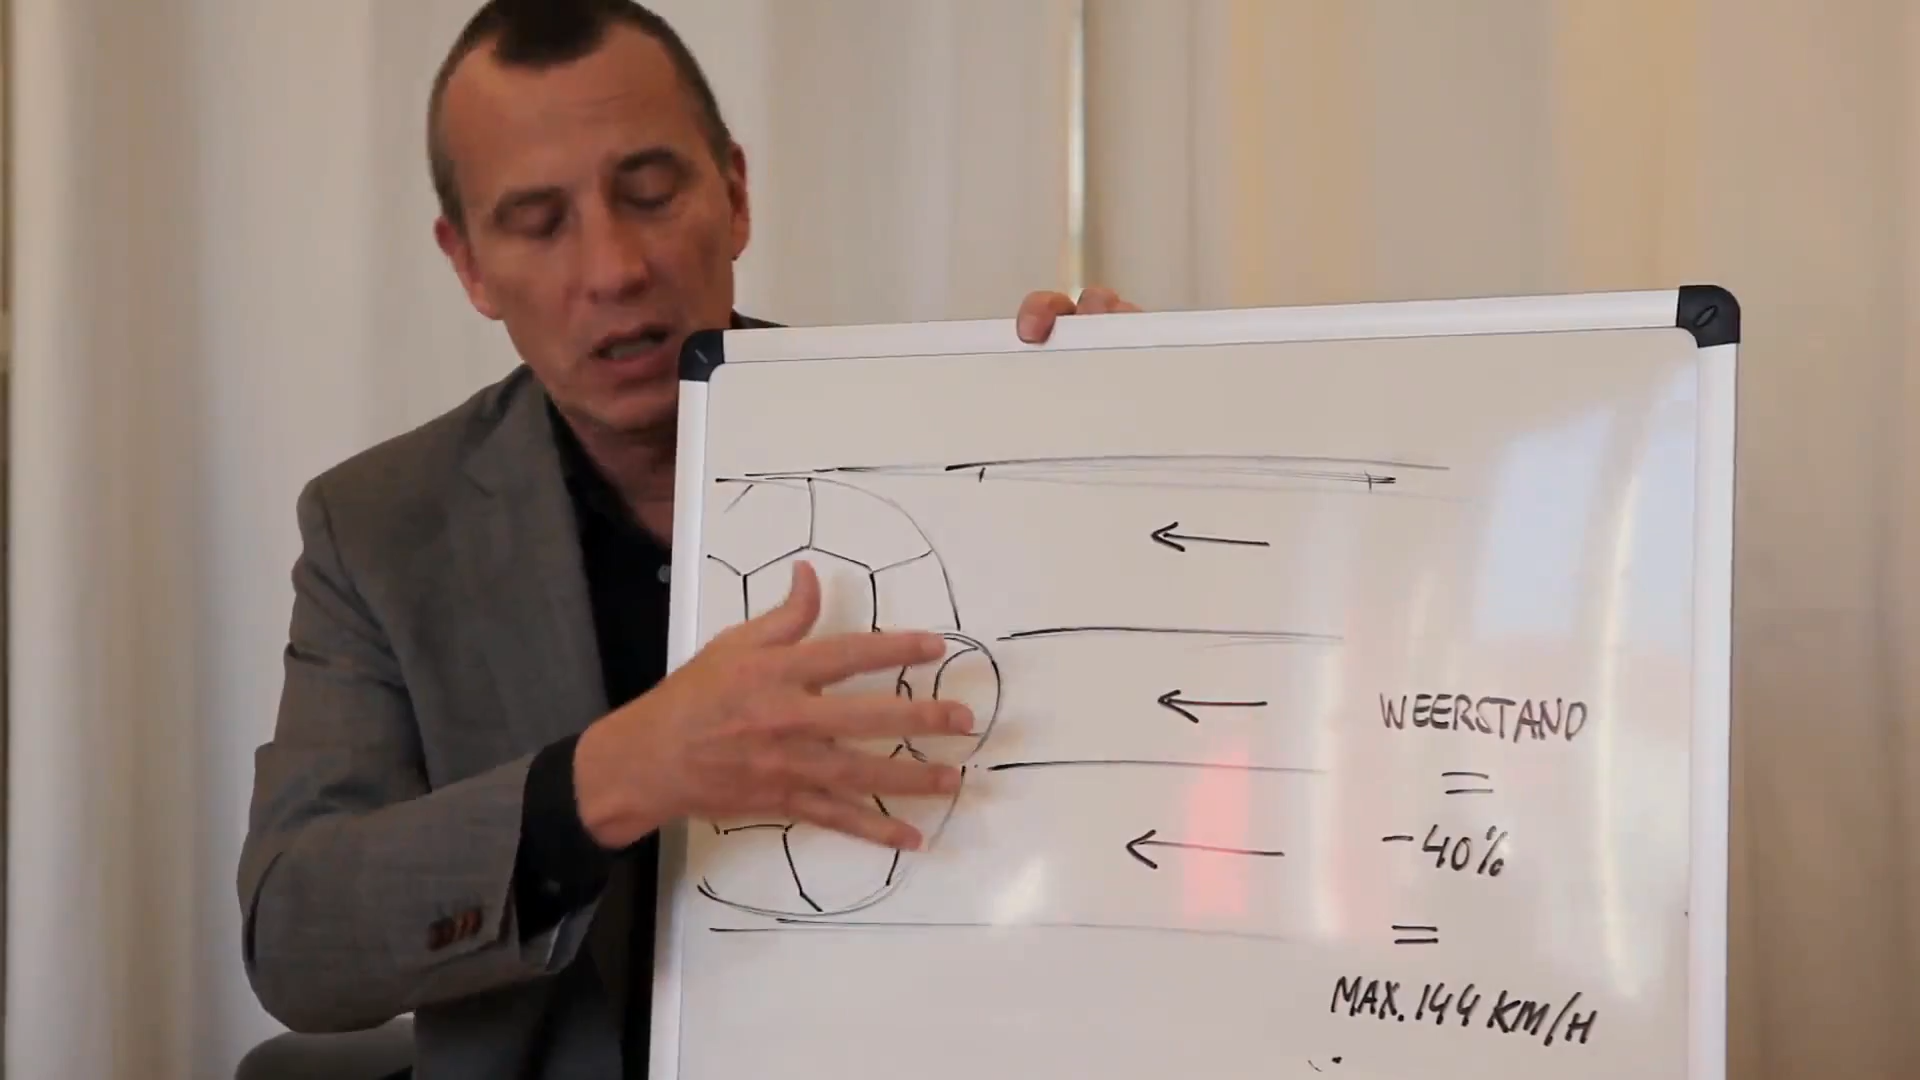 WEERSTAND
=
-40%
=
MAX. 144 KM/H